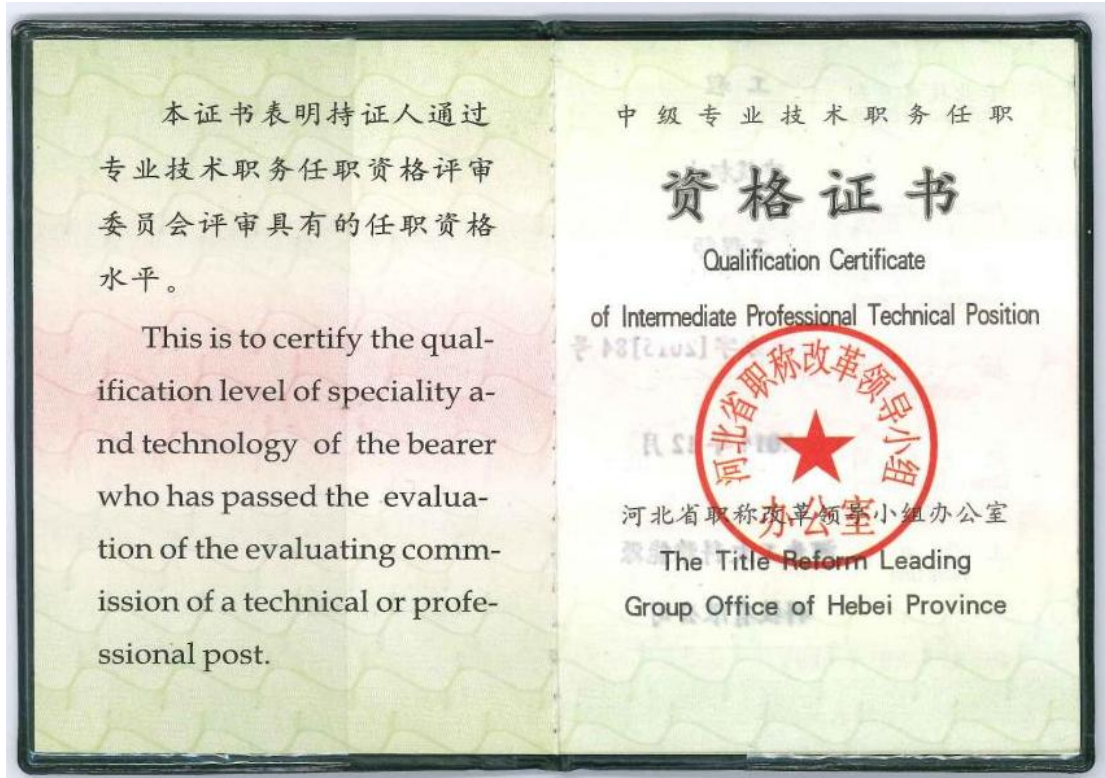 本证书表明持证人通过
专业技术职务任职资格评审
委员会评审具有的任职资格
水平。
This is to certify the qual-
ification level of speciality a-
nd technology of the bearer
who has passed the evalua-
tion of the evaluating comm-
ission of a technical or profe-
ssional post.
中级专业技术职务任职
资格证书
Qualification Certificate
of Intermediate Professional Technical Position
河北省职称改革领导小组
办公室
河北省职称改革领导小组办公室
The Title Reform Leading
Group Office of Hebei Province